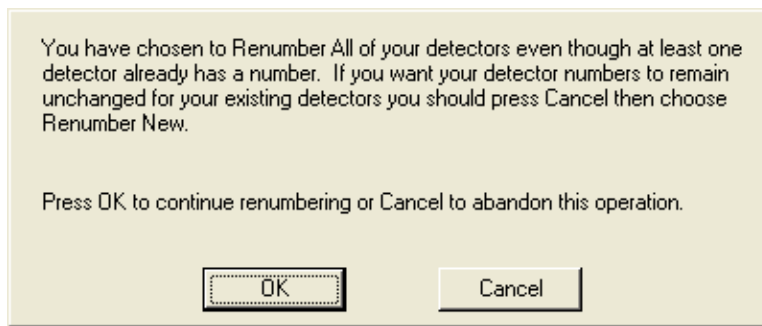 You have chosen to Renumber All of your detectors even though at least one
detector already has a number.  If you want your detector numbers to remain
unchanged for your existing detectors you should press Cancel then choose
Renumber New.
Press OK to continue renumbering or Cancel to abandon this operation.
OK
Cancel